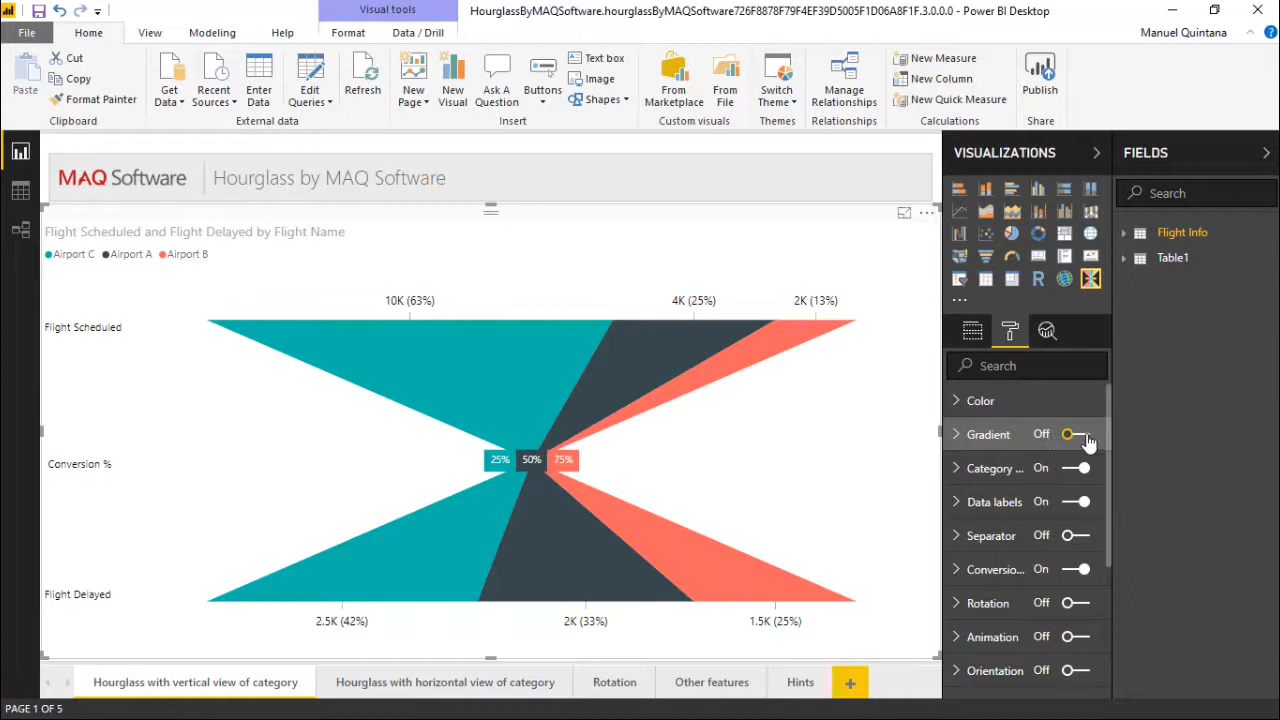 Visual tools
HourglassByMAQSoftware.hourglassByMAQSoftware726F8878F79F4EF39D5005F1D06A8F1F.3.0.0.0 - Power BI Desktop
File Home View Modeling Help Format Data / Drill Manuel Quintana
Paste
Cut
Copy
Format Painter
Clipboard
Get Data
Recent Sources
Enter Data
Edit Queries
Refresh
External data
New Page
New Visual
Ask A Question
Buttons
Text box
Image
Shapes
Insert
From Marketplace
From File
Custom visuals
Switch Theme
Themes
Manage Relationships
Relationships
New Measure
New Column
New Quick Measure
Calculations
Publish
Share
MAQ Software Hourglass by MAQ Software
Flight Scheduled and Flight Delayed by Flight Name
Airport C Airport A Airport B
10K (63%) 4K (25%) 2K (13%)
Flight Scheduled
Conversion % 25% 50% 75%
Flight Delayed
2.5K (42%) 2K (33%) 1.5K (25%)
VISUALIZATIONS
R
Search
Color
Gradient Off
Category ... On
Data labels On
Separator Off
Conversio... On
Rotation Off
Animation Off
Orientation Off
FIELDS
Search
Flight Info
Table1
Hourglass with vertical view of category Hourglass with horizontal view of category Rotation Other features Hints
PAGE 1 OF 5